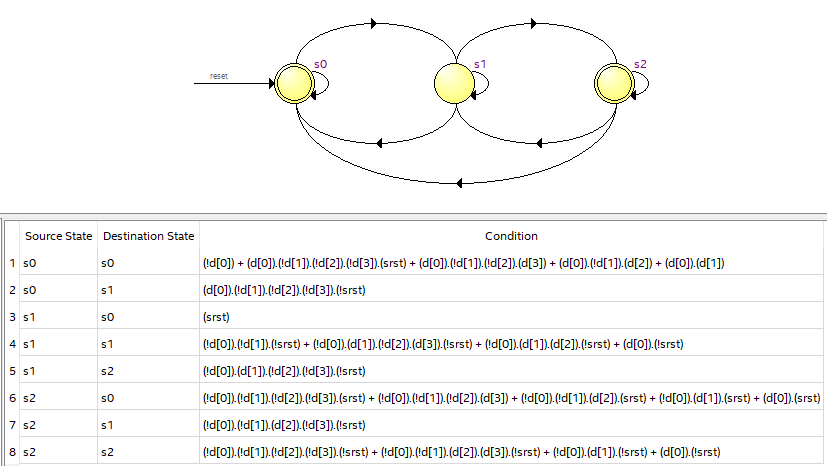 s0
s1
s2
reset
Source State Destination State Condition
1 s0 s0 (!d[0]) + (d[0]).(!d[1]).(!d[2]).(!d[3]).(srst) + (d[0]).(!d[1]).(!d[2]).(d[3]) + (d[0]).(!d[1]).(d[2]) + (d[0]).(d[1])
2 s0 s1 (d[0]).(!d[1]).(!d[2]).(!d[3]).(!srst)
3 s1 s0 (srst)
4 s1 s1 (!d[0]).(!d[1]).(!srst) + (!d[0]).(d[1]).(!d[2]).(d[3]).(!srst) + (!d[0]).(d[1]).(d[2]).(!srst) + (d[0]).(!srst)
5 s1 s2 (!d[0]).(d[1]).(!d[2]).(!d[3]).(!srst)
6 s2 s0 (!d[0]).(!d[1]).(!d[2]).(!d[3]).(srst) + (!d[0]).(!d[1]).(!d[2]).(d[3]) + (!d[0]).(!d[1]).(d[2]).(srst) + (!d[0]).(d[1]).(srst) + (d[0]).(srst)
7 s2 s1 (!d[0]).(!d[1]).(d[2]).(!d[3]).(!srst)
8 s2 s2 (!d[0]).(!d[1]).(!d[2]).(!d[3]).(!srst) + (!d[0]).(!d[1]).(d[2]).(d[3]).(!srst) + (!d[0]).(d[1]).(!srst) + (d[0]).(!srst)